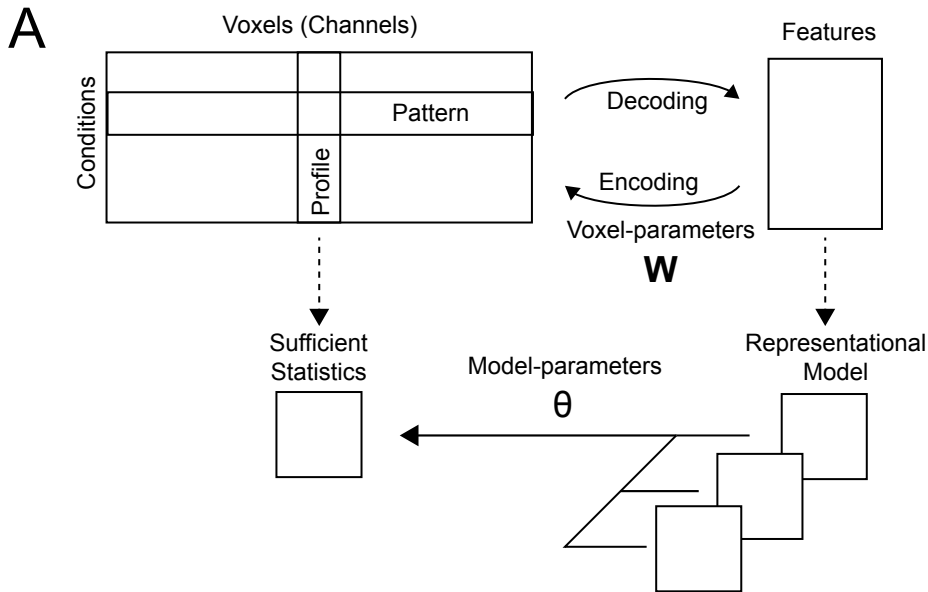 A
Voxels (Channels)
Features
Conditions
Pattern
Profile
Decoding
Encoding
Voxel-parameters
W
Sufficient
Statistics
Model-parameters
θ
Representational
Model